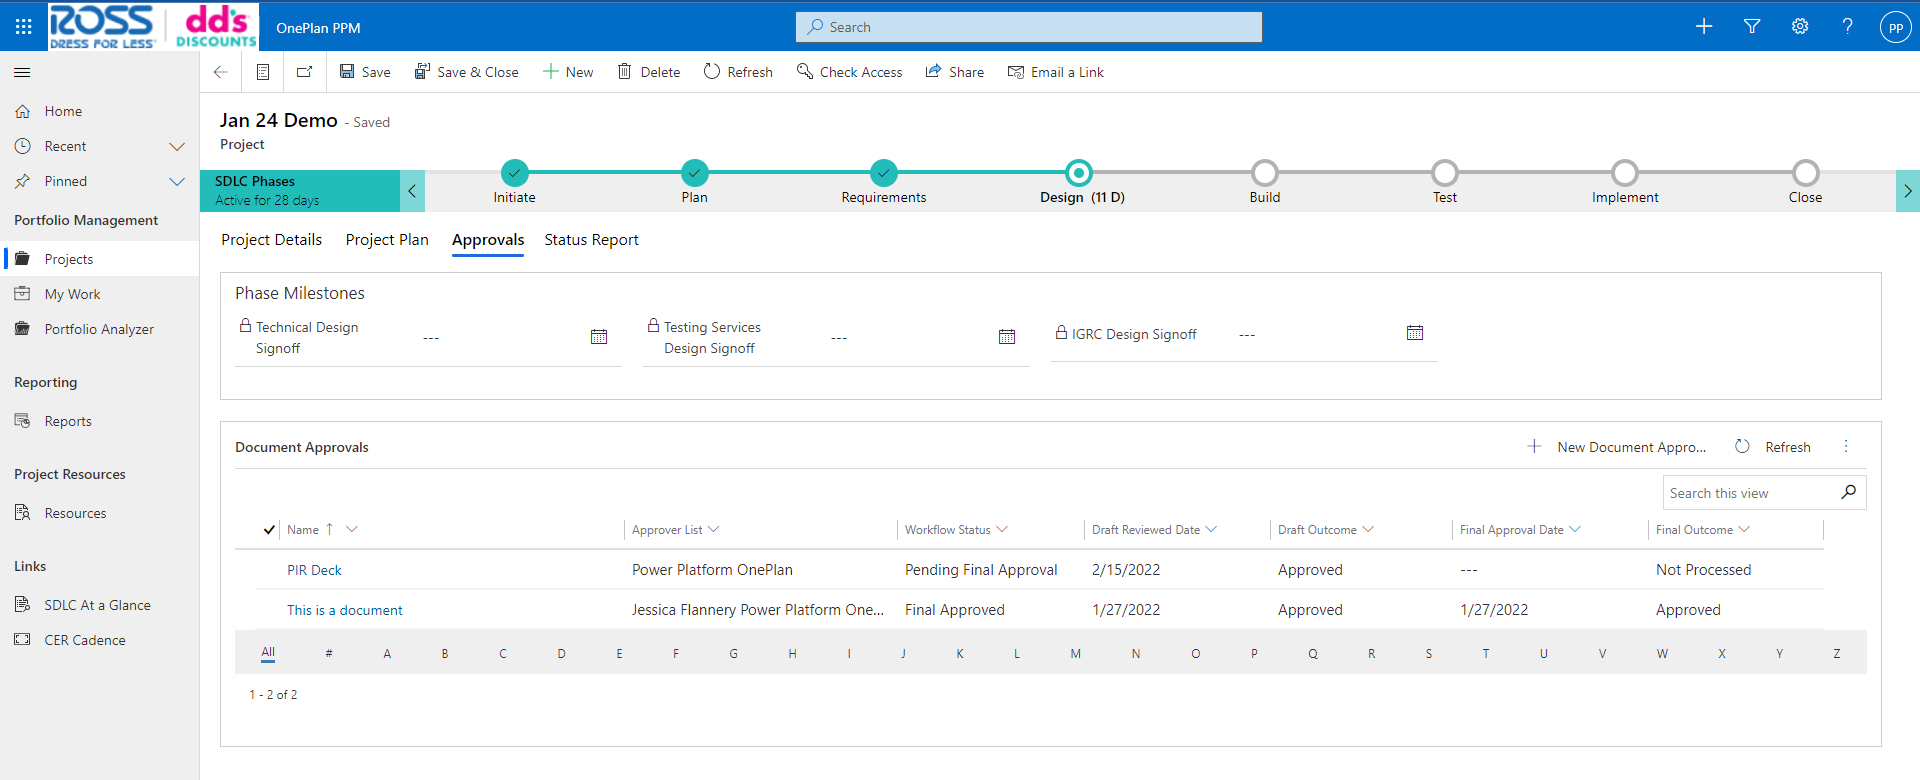 ROSS
DRESS FOR LESS
dd's
DISCOUNTS
OnePlan PPM
Search
PP
Save
Save & Close
New
Delete
Refresh
Check Access
Share
Email a Link
Home
Recent
Pinned
Portfolio Management
Projects
My Work
Portfolio Analyzer
Reporting
Reports
Project Resources
Resources
Links
SDLC At a Glance
CER Cadence
Jan 24 Demo - Saved
Project
SDLC Phases
Active for 28 days
Initiate
Plan
Requirements
Design (11 D)
Build
Test
Implement
Close
Project Details Project Plan Approvals Status Report
Phase Milestones
Technical Design
Signoff
---
Testing Services
Design Signoff
---
IGRC Design Signoff
---
Document Approvals
New Document Appro...
Refresh
Search this view
Name Approver List Workflow Status Draft Reviewed Date Draft Outcome Final Approval Date Final Outcome
PIR Deck Power Platform OnePlan Pending Final Approval 2/15/2022 Approved --- Not Processed
This is a document Jessica Flannery Power Platform One... Final Approved 1/27/2022 Approved 1/27/2022 Approved
All # A B C D E F G H I J K L M N O P Q R S T U V W X Y Z
1 - 2 of 2